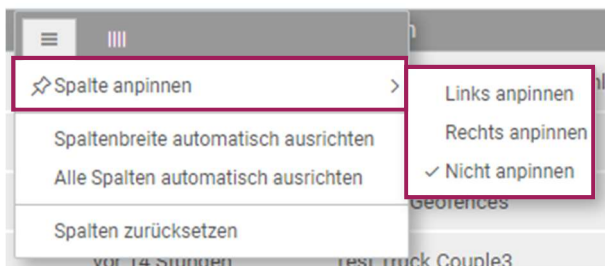 Spalte anpinnen
Links anpinnen
Rechts anpinnen
Nicht anpinnen
Spaltenbreite automatisch ausrichten
Alle Spalten automatisch ausrichten
Spalten zurücksetzen
Geofences
vor 14 Stunden
Test Truck Couple3